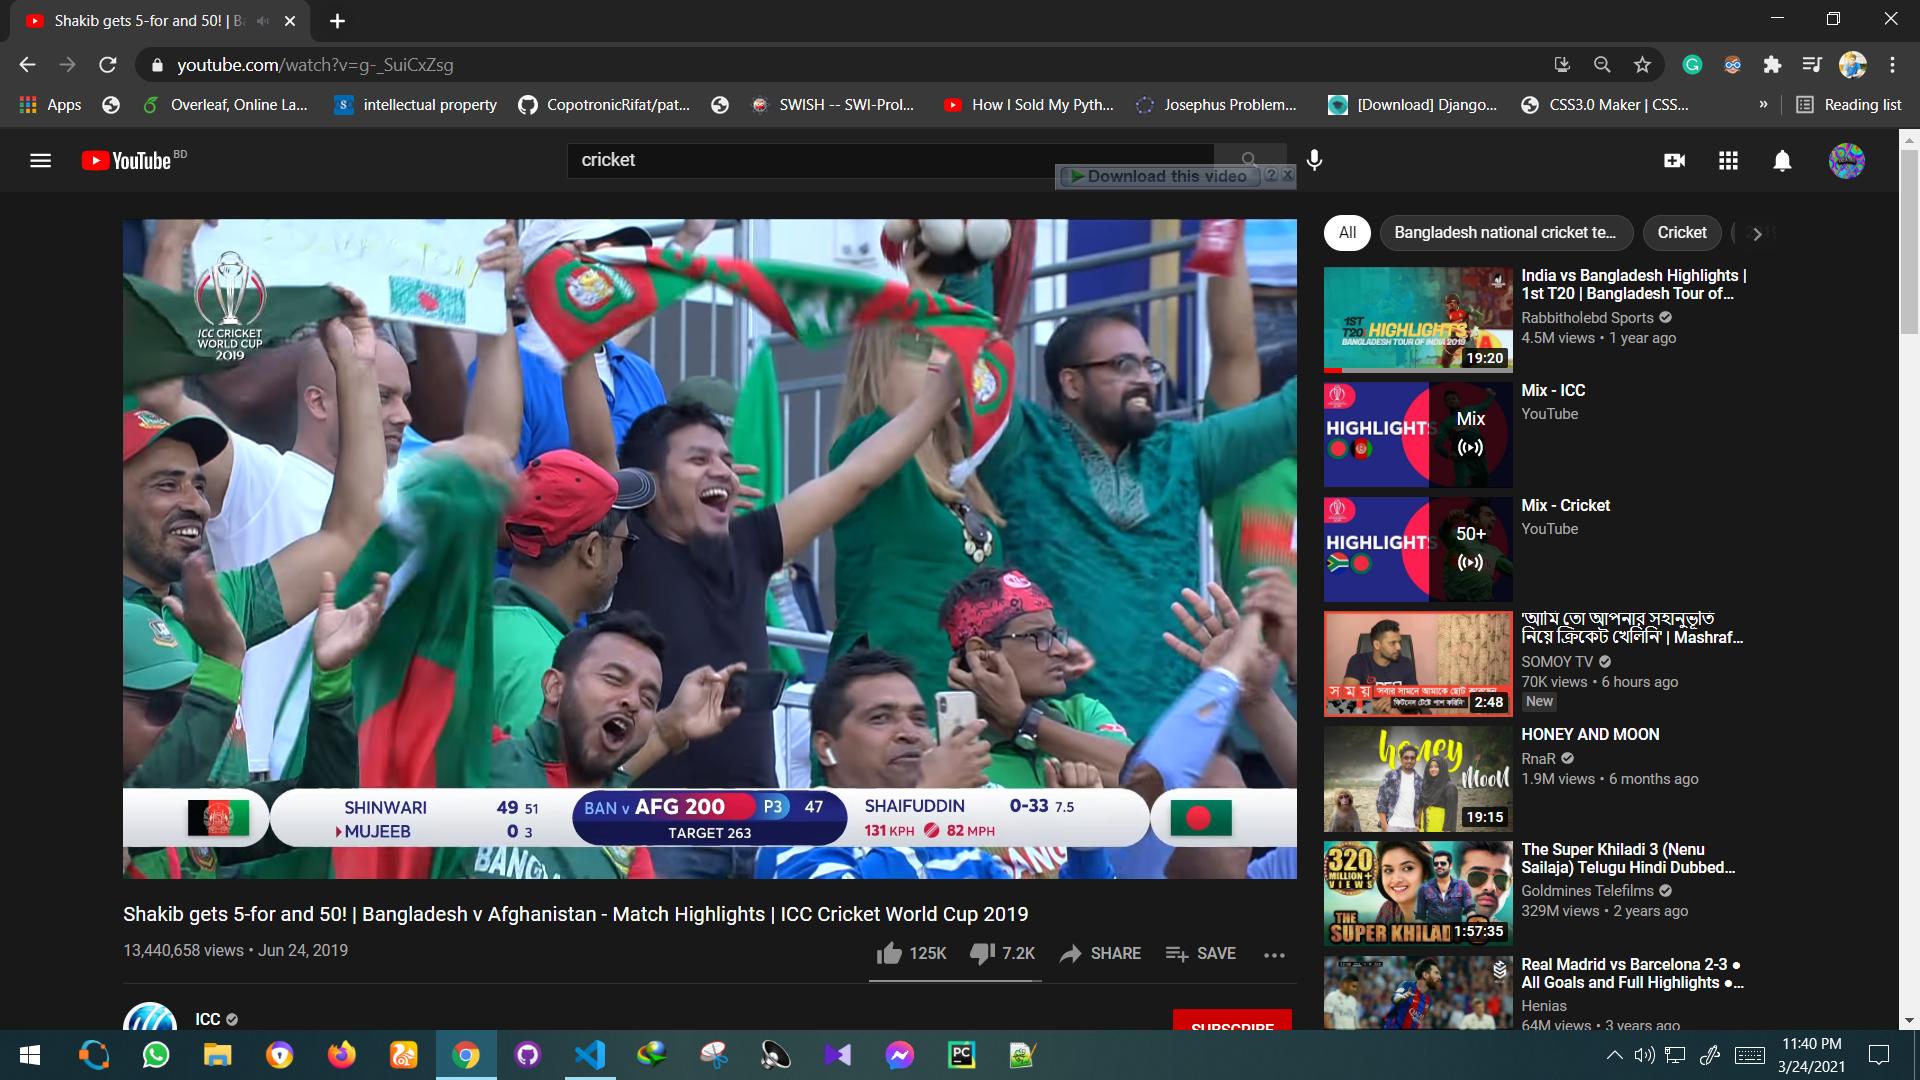 Shakib gets 5-for and 50! | Ba
youtube.com/watch?v=g-_SuiCxZsg
Apps
Overleaf, Online La...
intellectual property
CopotronicRifat/pat...
SWISH -- SWI-Prol...
How I Sold My Pyth...
Josephus Problem...
[Download] Django...
CSS3.0 Maker | CSS...
»
Reading list
YouTube BD
cricket
Download this video ? X
ICC CRICKET
WORLD CUP
2019
SHINWARI 49 51
MUJEEB 0 3
BAN v AFG 200 P3 47
TARGET 263
SHAIFUDDIN 0-33 7.5
131 KPH 82 MPH
Shakib gets 5-for and 50! | Bangladesh v Afghanistan - Match Highlights | ICC Cricket World Cup 2019
13,440,658 views • Jun 24, 2019
125K
7.2K
SHARE
SAVE
ICC
SUBSCRIBE
All
Bangladesh national cricket te...
Cricket
1ST
T20 HIGHLIGHTS
BANGLADESH TOUR OF INDIA 2019
19:20
India vs Bangladesh Highlights |
1st T20 | Bangladesh Tour of...
Rabbitholebd Sports
4.5M views • 1 year ago
HIGHLIGHTS
Mix
Mix - ICC
YouTube
HIGHLIGHTS
50+
Mix - Cricket
YouTube
সময়
2:48
'আমি তো আপনার সহানুভূতি
নিয়ে ক্রিকেট খেলিনি' | Mashraf...
SOMOY TV
70K views • 6 hours ago
New
honey
Moon
19:15
HONEY AND MOON
RnaR
1.9M views • 6 months ago
320
MILLION+
VIEWS
THE
SUPER KHILAD
1:57:35
The Super Khiladi 3 (Nenu
Sailaja) Telugu Hindi Dubbed...
Goldmines Telefilms
329M views • 2 years ago
Real Madrid vs Barcelona 2-3 ●
All Goals and Full Highlights ●...
Henias
64M views • 3 years ago
11:40 PM
3/24/2021